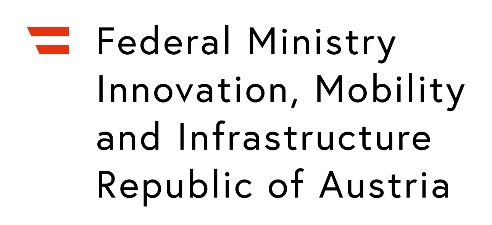 Federal Ministry
Innovation, Mobility
and Infrastructure
Republic of Austria